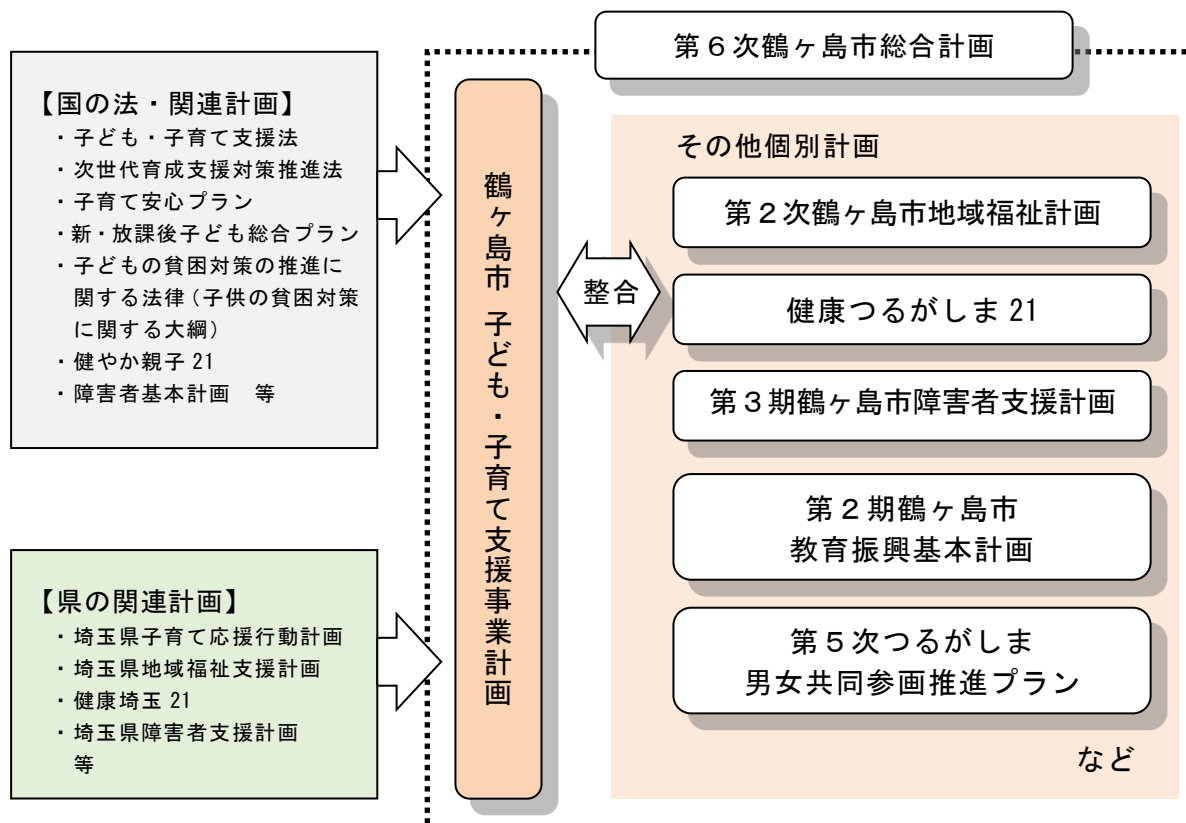 第６次鶴ヶ島市総合計画
【国の法・関連計画】
・子ども・子育て支援法
・次世代育成支援対策推進法
・子育て安心プラン
・新・放課後子ども総合プラン
・子どもの貧困対策の推進に
関する法律（子供の貧困対策
に関する大綱）
・健やか親子 21
・障害者基本計画　等
【県の関連計画】
・埼玉県子育て応援行動計画
・埼玉県地域福祉支援計画
・健康埼玉 21
・埼玉県障害者支援計画
等
鶴ヶ島市 子ども・子育て支援事業計画
整合
その他個別計画
第２次鶴ヶ島市地域福祉計画
健康つるがしま 21
第３期鶴ヶ島市障害者支援計画
第２期鶴ヶ島市
教育振興基本計画
第５次つるがしま
男女共同参画推進プラン
など